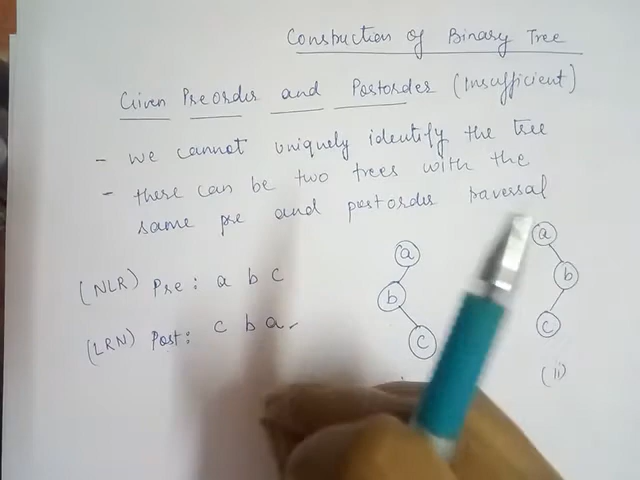 Consbuction of Binary Tree
Given Preorder and Postorder (Insufficient)
- we cannot uniquely identify the tree
- there can be two trees with the
same pre and postorder traversal
(NLR) Pre: a b c
(LRN) Post: c b a
a
b
c
a
b
c
(ii)